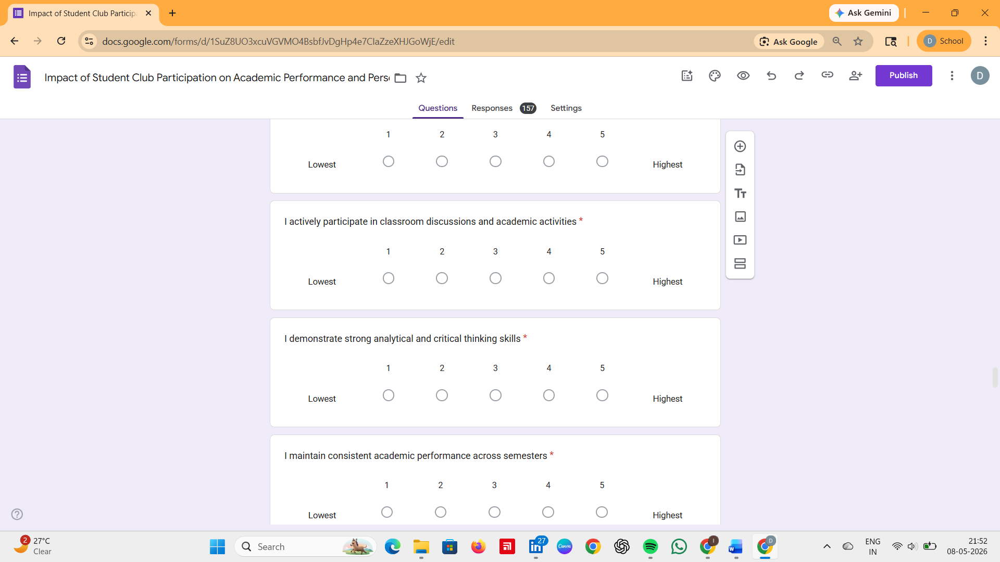 Impact of Student Club Particip
Ask Gemini
docs.google.com/forms/d/1SuZ8UO3xcuVGVMO4BsbfJvDgHp4e7CIaZzeXHJGoWjE/edit
Ask Google
D School
Impact of Student Club Participation on Academic Performance and Pers
Publish
D
Questions
Responses 157
Settings
1 2 3 4 5
Lowest Highest
I actively participate in classroom discussions and academic activities *
1 2 3 4 5
Lowest Highest
I demonstrate strong analytical and critical thinking skills *
1 2 3 4 5
Lowest Highest
I maintain consistent academic performance across semesters *
1 2 3 4 5
Lowest Highest
2
27°C
Clear
Search
27
Canva
I
W
D
ENG
IN
21:52
08-05-2026